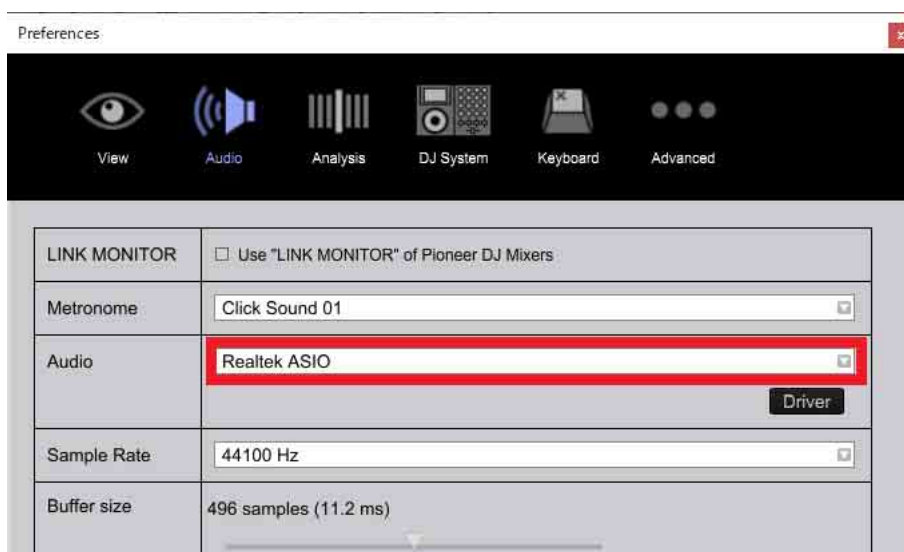 Preferences
x
View Audio Analysis DJ System Keyboard Advanced
LINK MONITOR Use "LINK MONITOR" of Pioneer DJ Mixers
Metronome Click Sound 01
Audio Realtek ASIO
Driver
Sample Rate 44100 Hz
Buffer size 496 samples (11.2 ms)